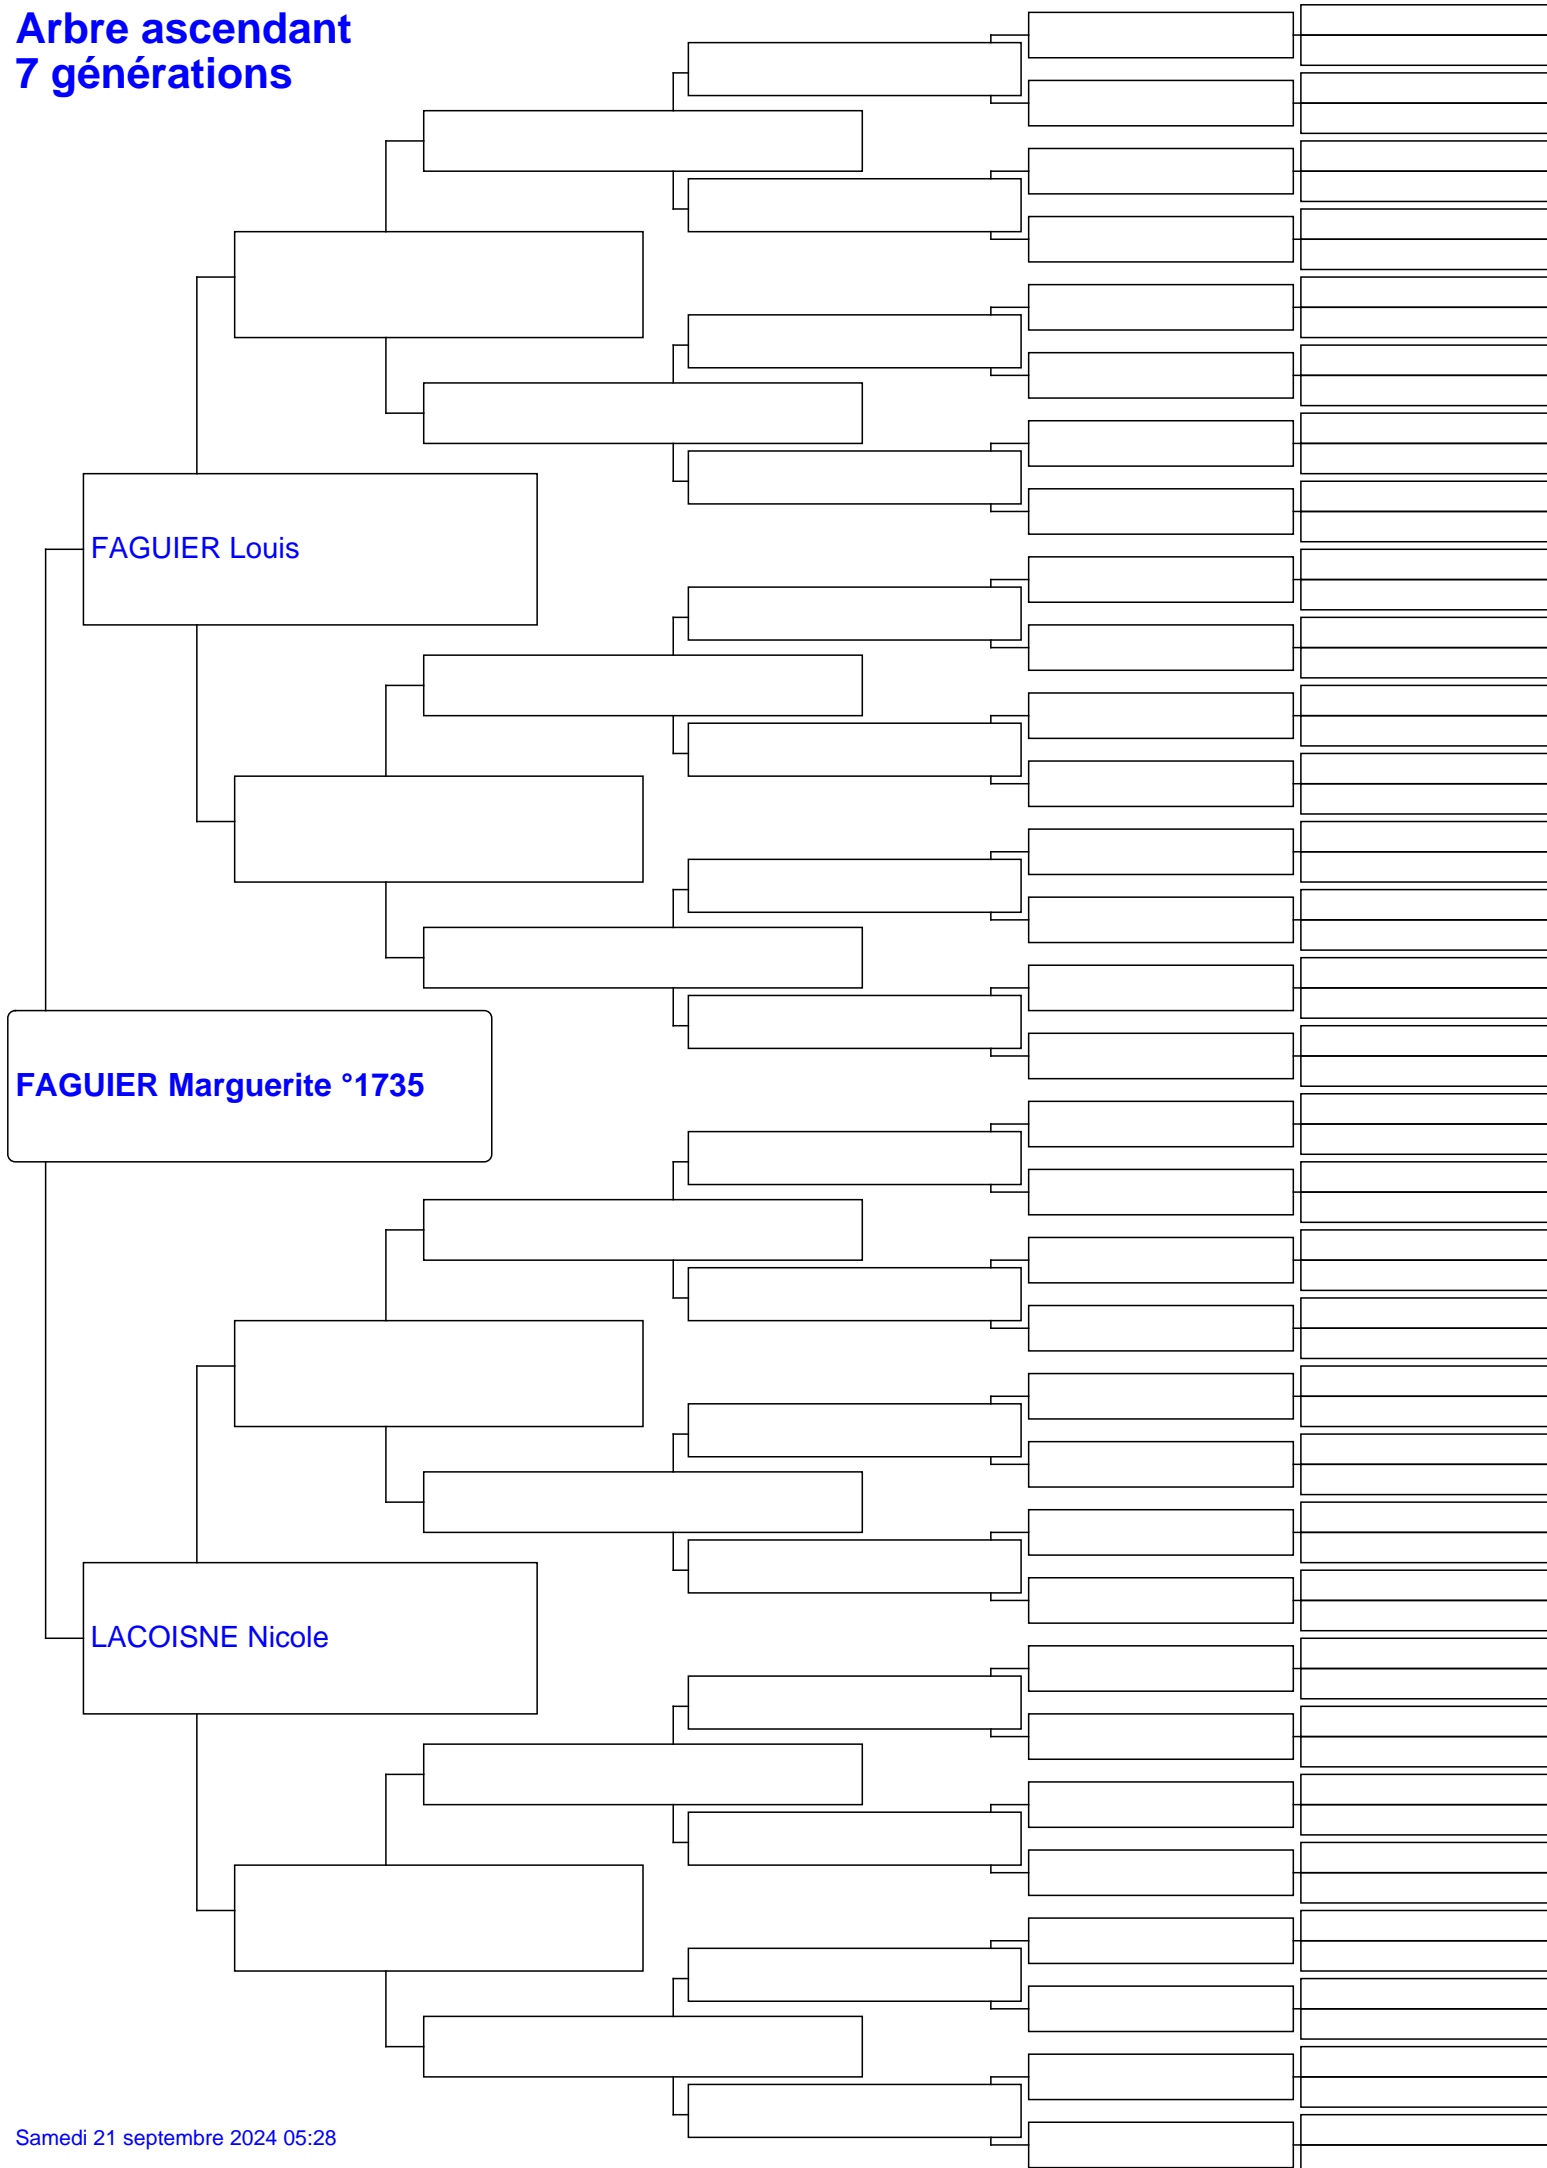 Arbre ascendant
7 générations
FAGUIER Louis
FAGUIER Marguerite °1735
LACOISNE Nicole
Samedi 21 septembre 2024 05:28